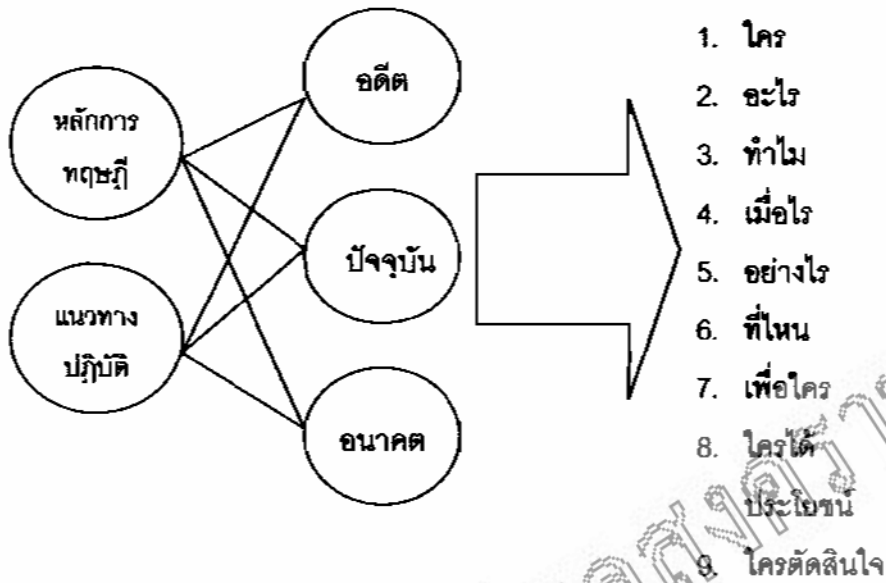 หลักการ
ทฤษฎี
แนวทาง
ปฏิบัติ
อดีต
ปัจจุบัน
อนาคต
1. ใคร
2. อะไร
3. ทำไม
4. เมื่อไร
5. อย่างไร
6. ที่ไหน
7. เพื่อใคร
8. ใครได้
ประโยชน์
9. ใครตัดสินใจ